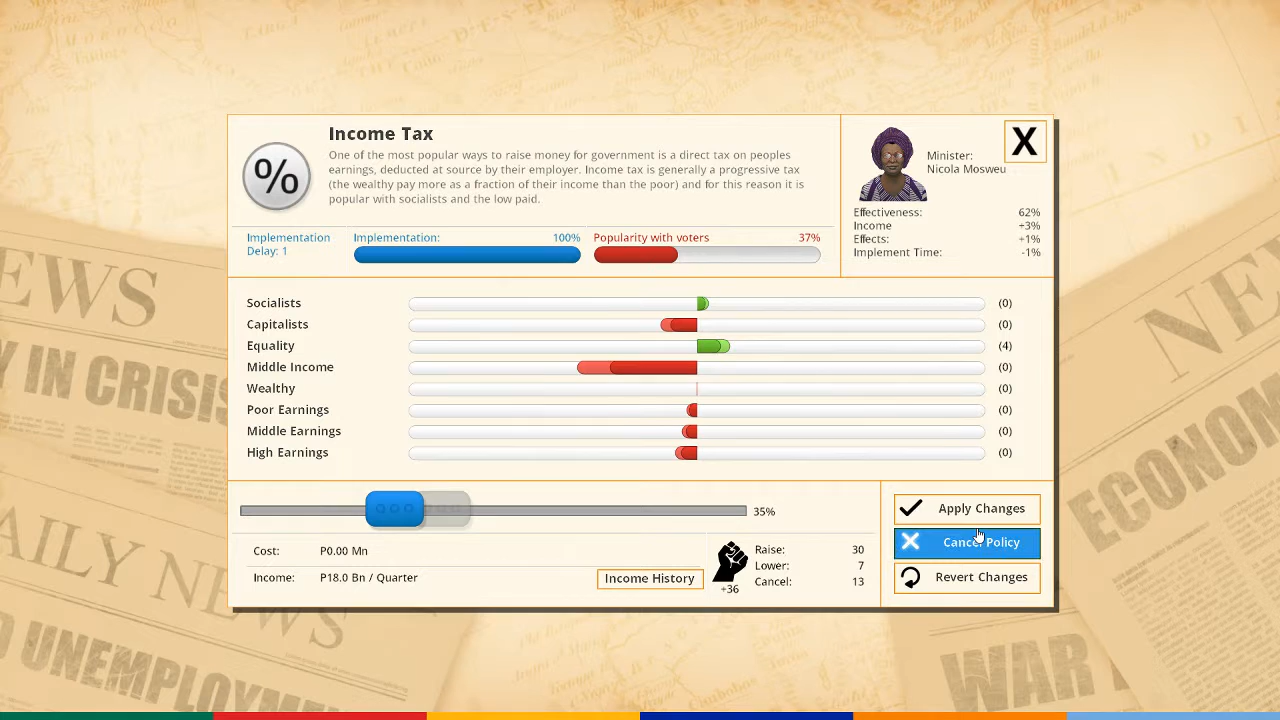 Income Tax
One of the most popular ways to raise money for government is a direct tax on peoples
earnings, deducted at source by their employer. Income tax is generally a progressive tax
(the wealthy pay more as a fraction of their income than the poor) and for this reason it is
popular with socialists and the low paid.
X
Minister:
Nicola Mosweu
Effectiveness: 62%
Income +3%
Effects: +1%
Implement Time: -1%
Implementation
Delay: 1
Implementation: 100%
Popularity with voters 37%
Socialists (0)
Capitalists (0)
Equality (4)
Middle Income (0)
Wealthy (0)
Poor Earnings (0)
Middle Earnings (0)
High Earnings (0)
35%
Cost: P0.00 Mn
Income: P18.0 Bn / Quarter
Income History
+36
Raise: 30
Lower: 7
Cancel: 13
Apply Changes
Cancel Policy
Revert Changes
EWS
Y IN CRISIS
DAILY NEWS
UNEMPLOYME
NE
ECONOM
WAR